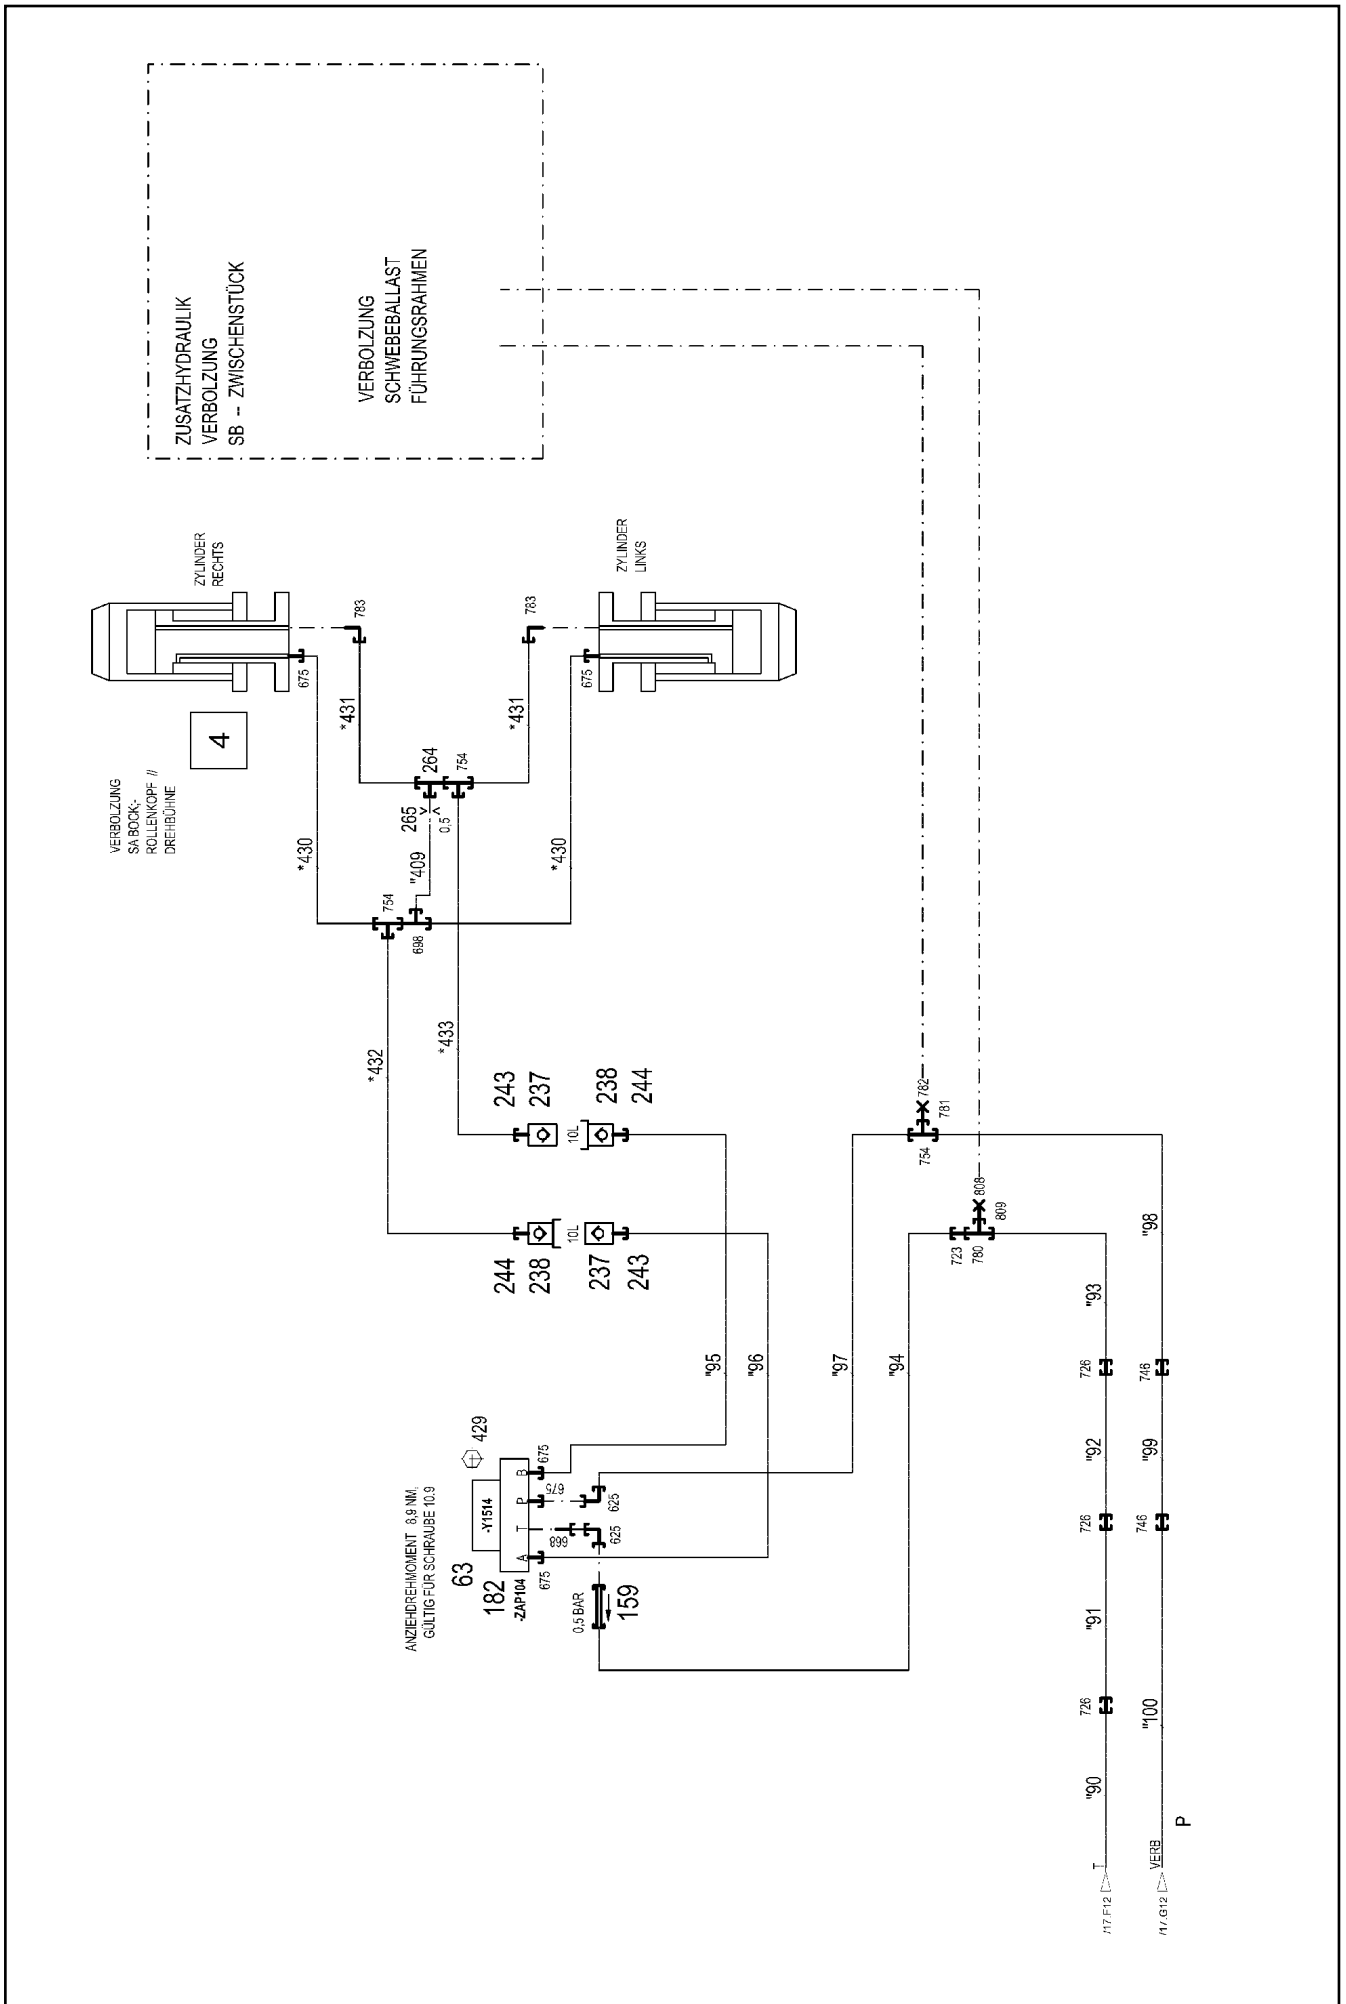 ZUSATZHYDRAULIK
VERBOLZUNG
SB -- ZWISCHENSTÜCK
VERBOLZUNG
SCHWEBEBALLAST
FÜHRUNGSRAHMEN
ZYLINDER
RECHTS
ZYLINDER
LINKS
VERBOLZUNG
SA BOCK-
ROLLENKOPF //
DREHBÜHNE
4
675
783
783
675
*431
*431
264
754
265
0,5
*430
"409
*430
754
698
*432
*433
243
237
10L
238
244
244
238
10L
237
243
782
781
754
808
809
723
780
"98
"93
"95
"96
"97
"94
726
746
"92
"99
726
746
"91
726
"100
"90
ANZIEHDREHMOMENT 8,9 NM,
GÜLTIG FÜR SCHRAUBE 10.9
429
63
-Y1514
182
-ZAP104
A
T
P
B
675
675
675
668
625
625
0,5 BAR
159
T
/17.F12
VERB
/17.G12
P